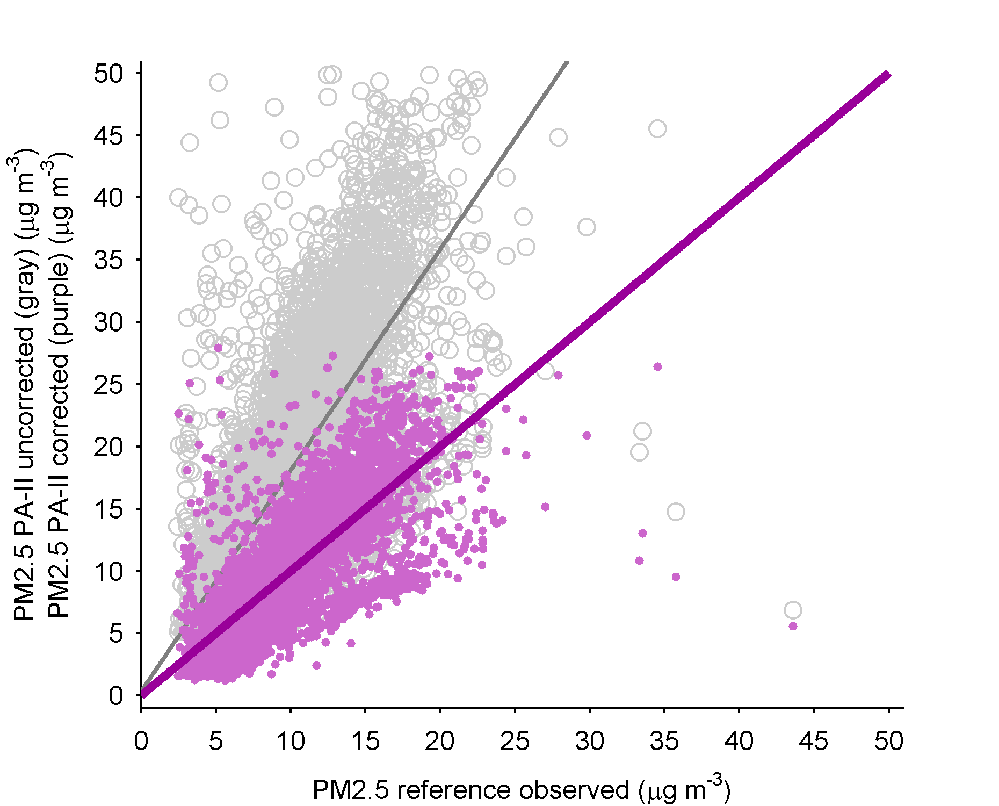 PM2.5 PA-II uncorrected (gray) (µg m-3)
PM2.5 PA-II corrected (purple) (µg m-3)
50
45
40
35
30
25
20
15
10
5
0
0 5 10 15 20 25 30 35 40 45 50
PM2.5 reference observed (µg m-3)